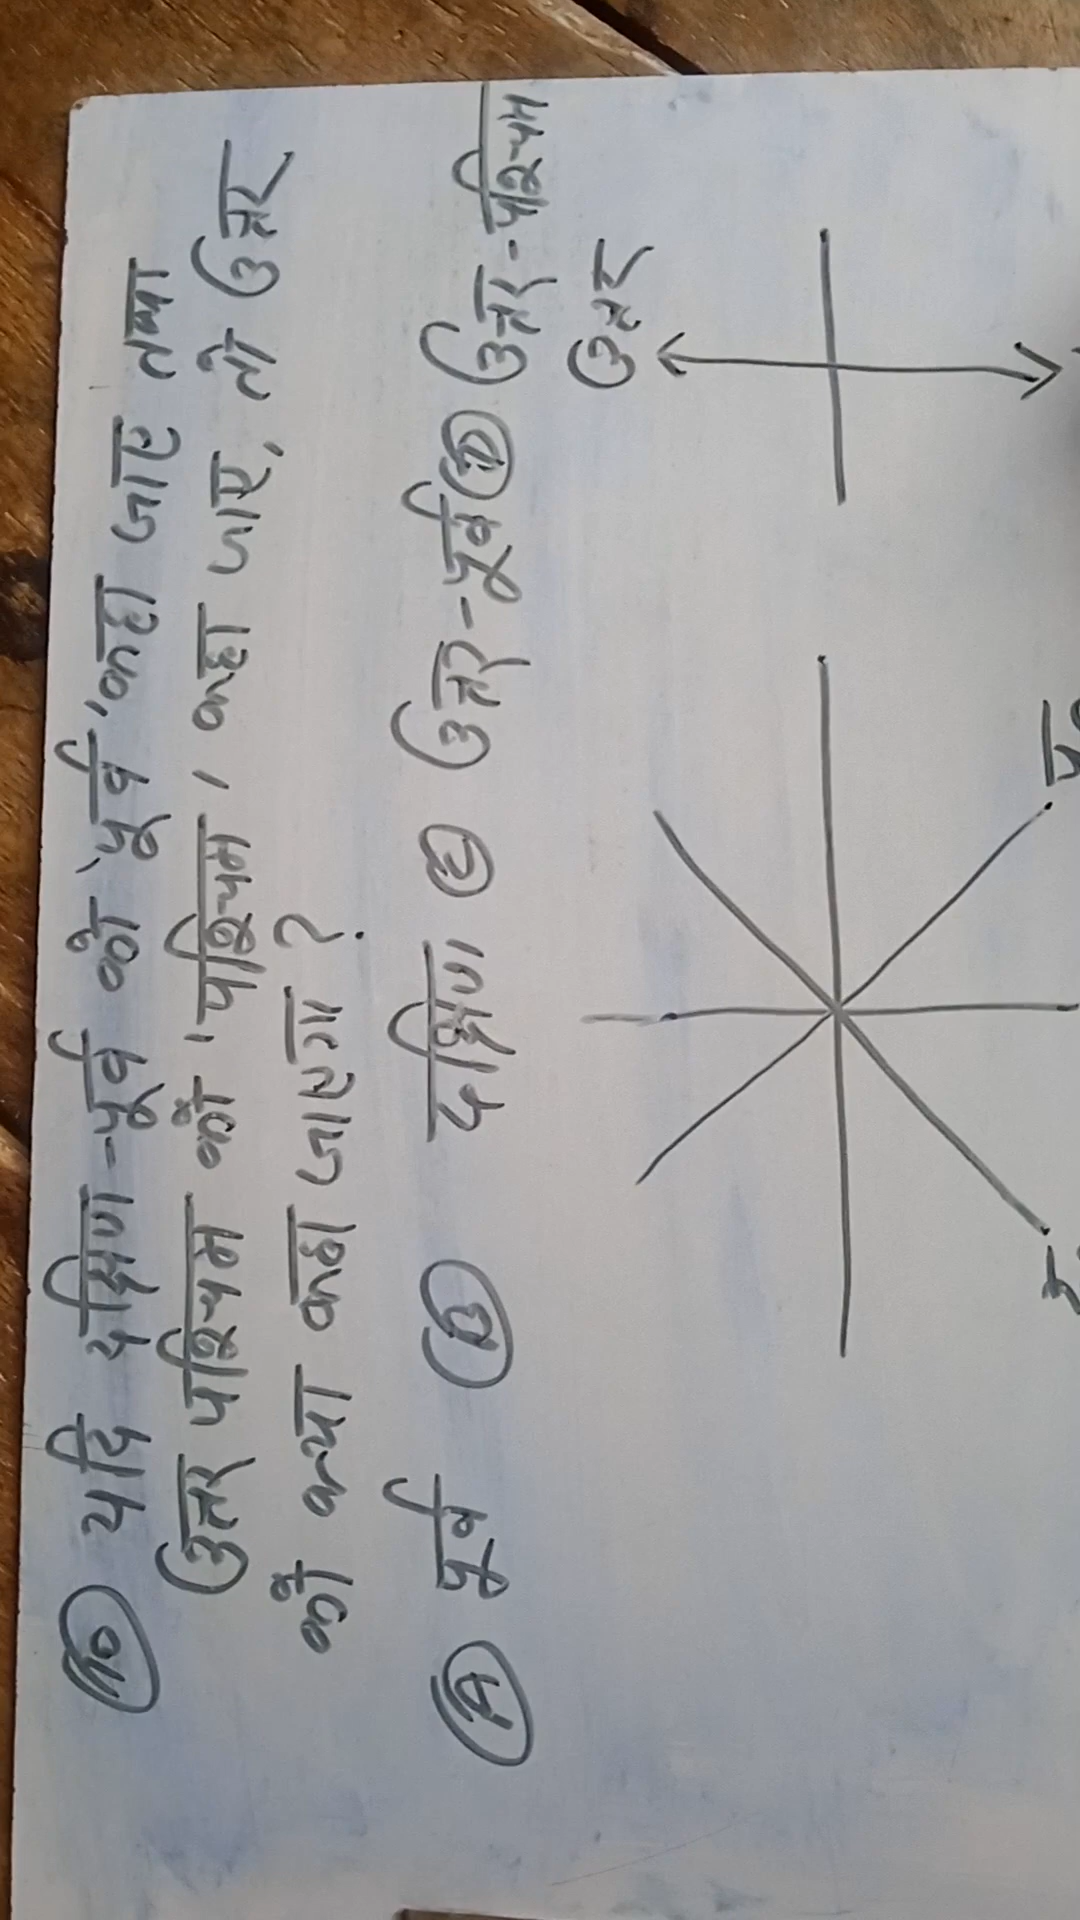 10 यदि दक्षिण-पूर्व को 'पूर्व' कहा जाए तथा
उत्तर पश्चिम को 'पश्चिम' कहा जाए, तो उत्तर
को क्या कहा जाएगा ?
A पूर्व B दक्षिण C उत्तर-पूर्व D उत्तर-पश्चिम
उत्तर